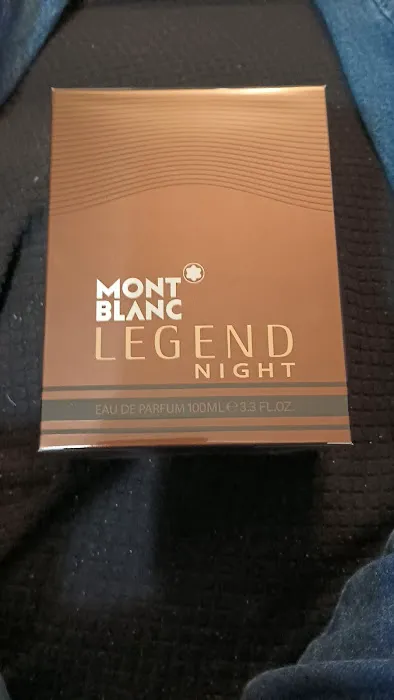 MONT
BLANC
LEGEND
NIGHT
EAU DE PARFUM 100ML ℮ 3.3 FL.OZ.